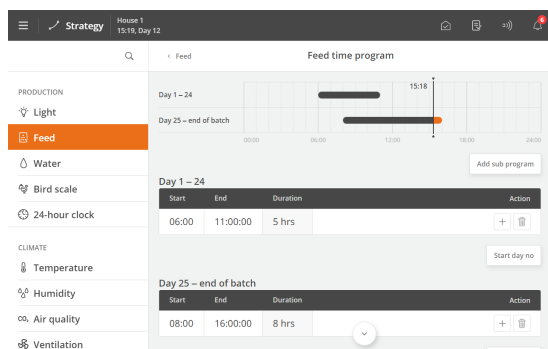 Strategy
House 1
15:19, Day 12
6
PRODUCTION
Light
Feed
Water
Bird scale
24-hour clock
CLIMATE
Temperature
Humidity
CO₂ Air quality
Ventilation
‹ Feed
Feed time program
15:18
Day 1 – 24
Day 25 – end of batch
00:00 06:00 12:00 18:00 24:00
Add sub program
Day 1 – 24
Start End Duration Action
06:00 11:00:00 5 hrs +
Start day no
Day 25 – end of batch
Start End Duration Action
08:00 16:00:00 8 hrs +